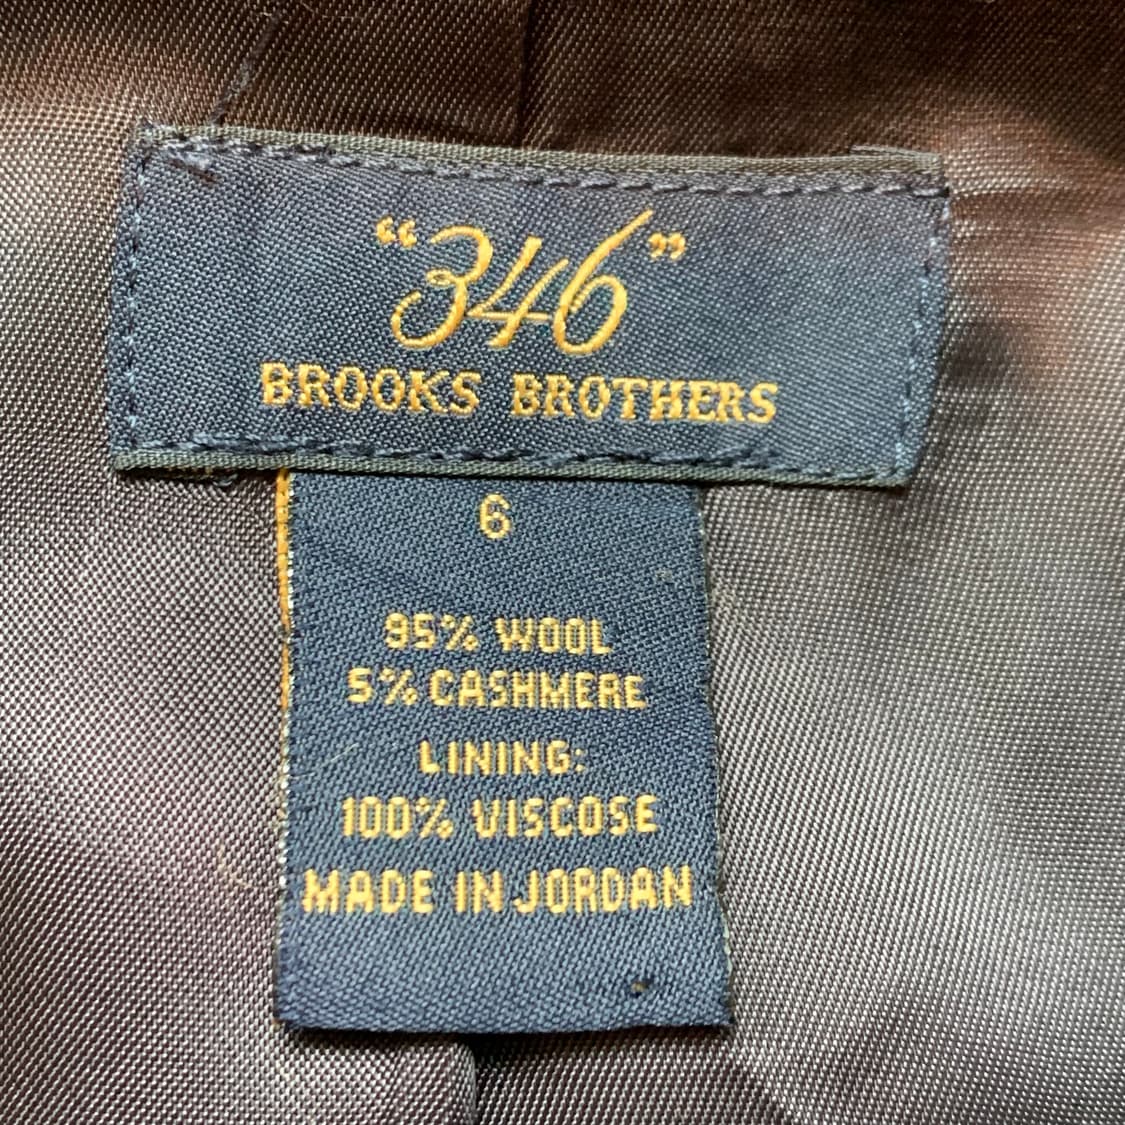 “346”
BROOKS BROTHERS
6
95% WOOL
5% CASHMERE
LINING:
100% VISCOSE
MADE IN JORDAN